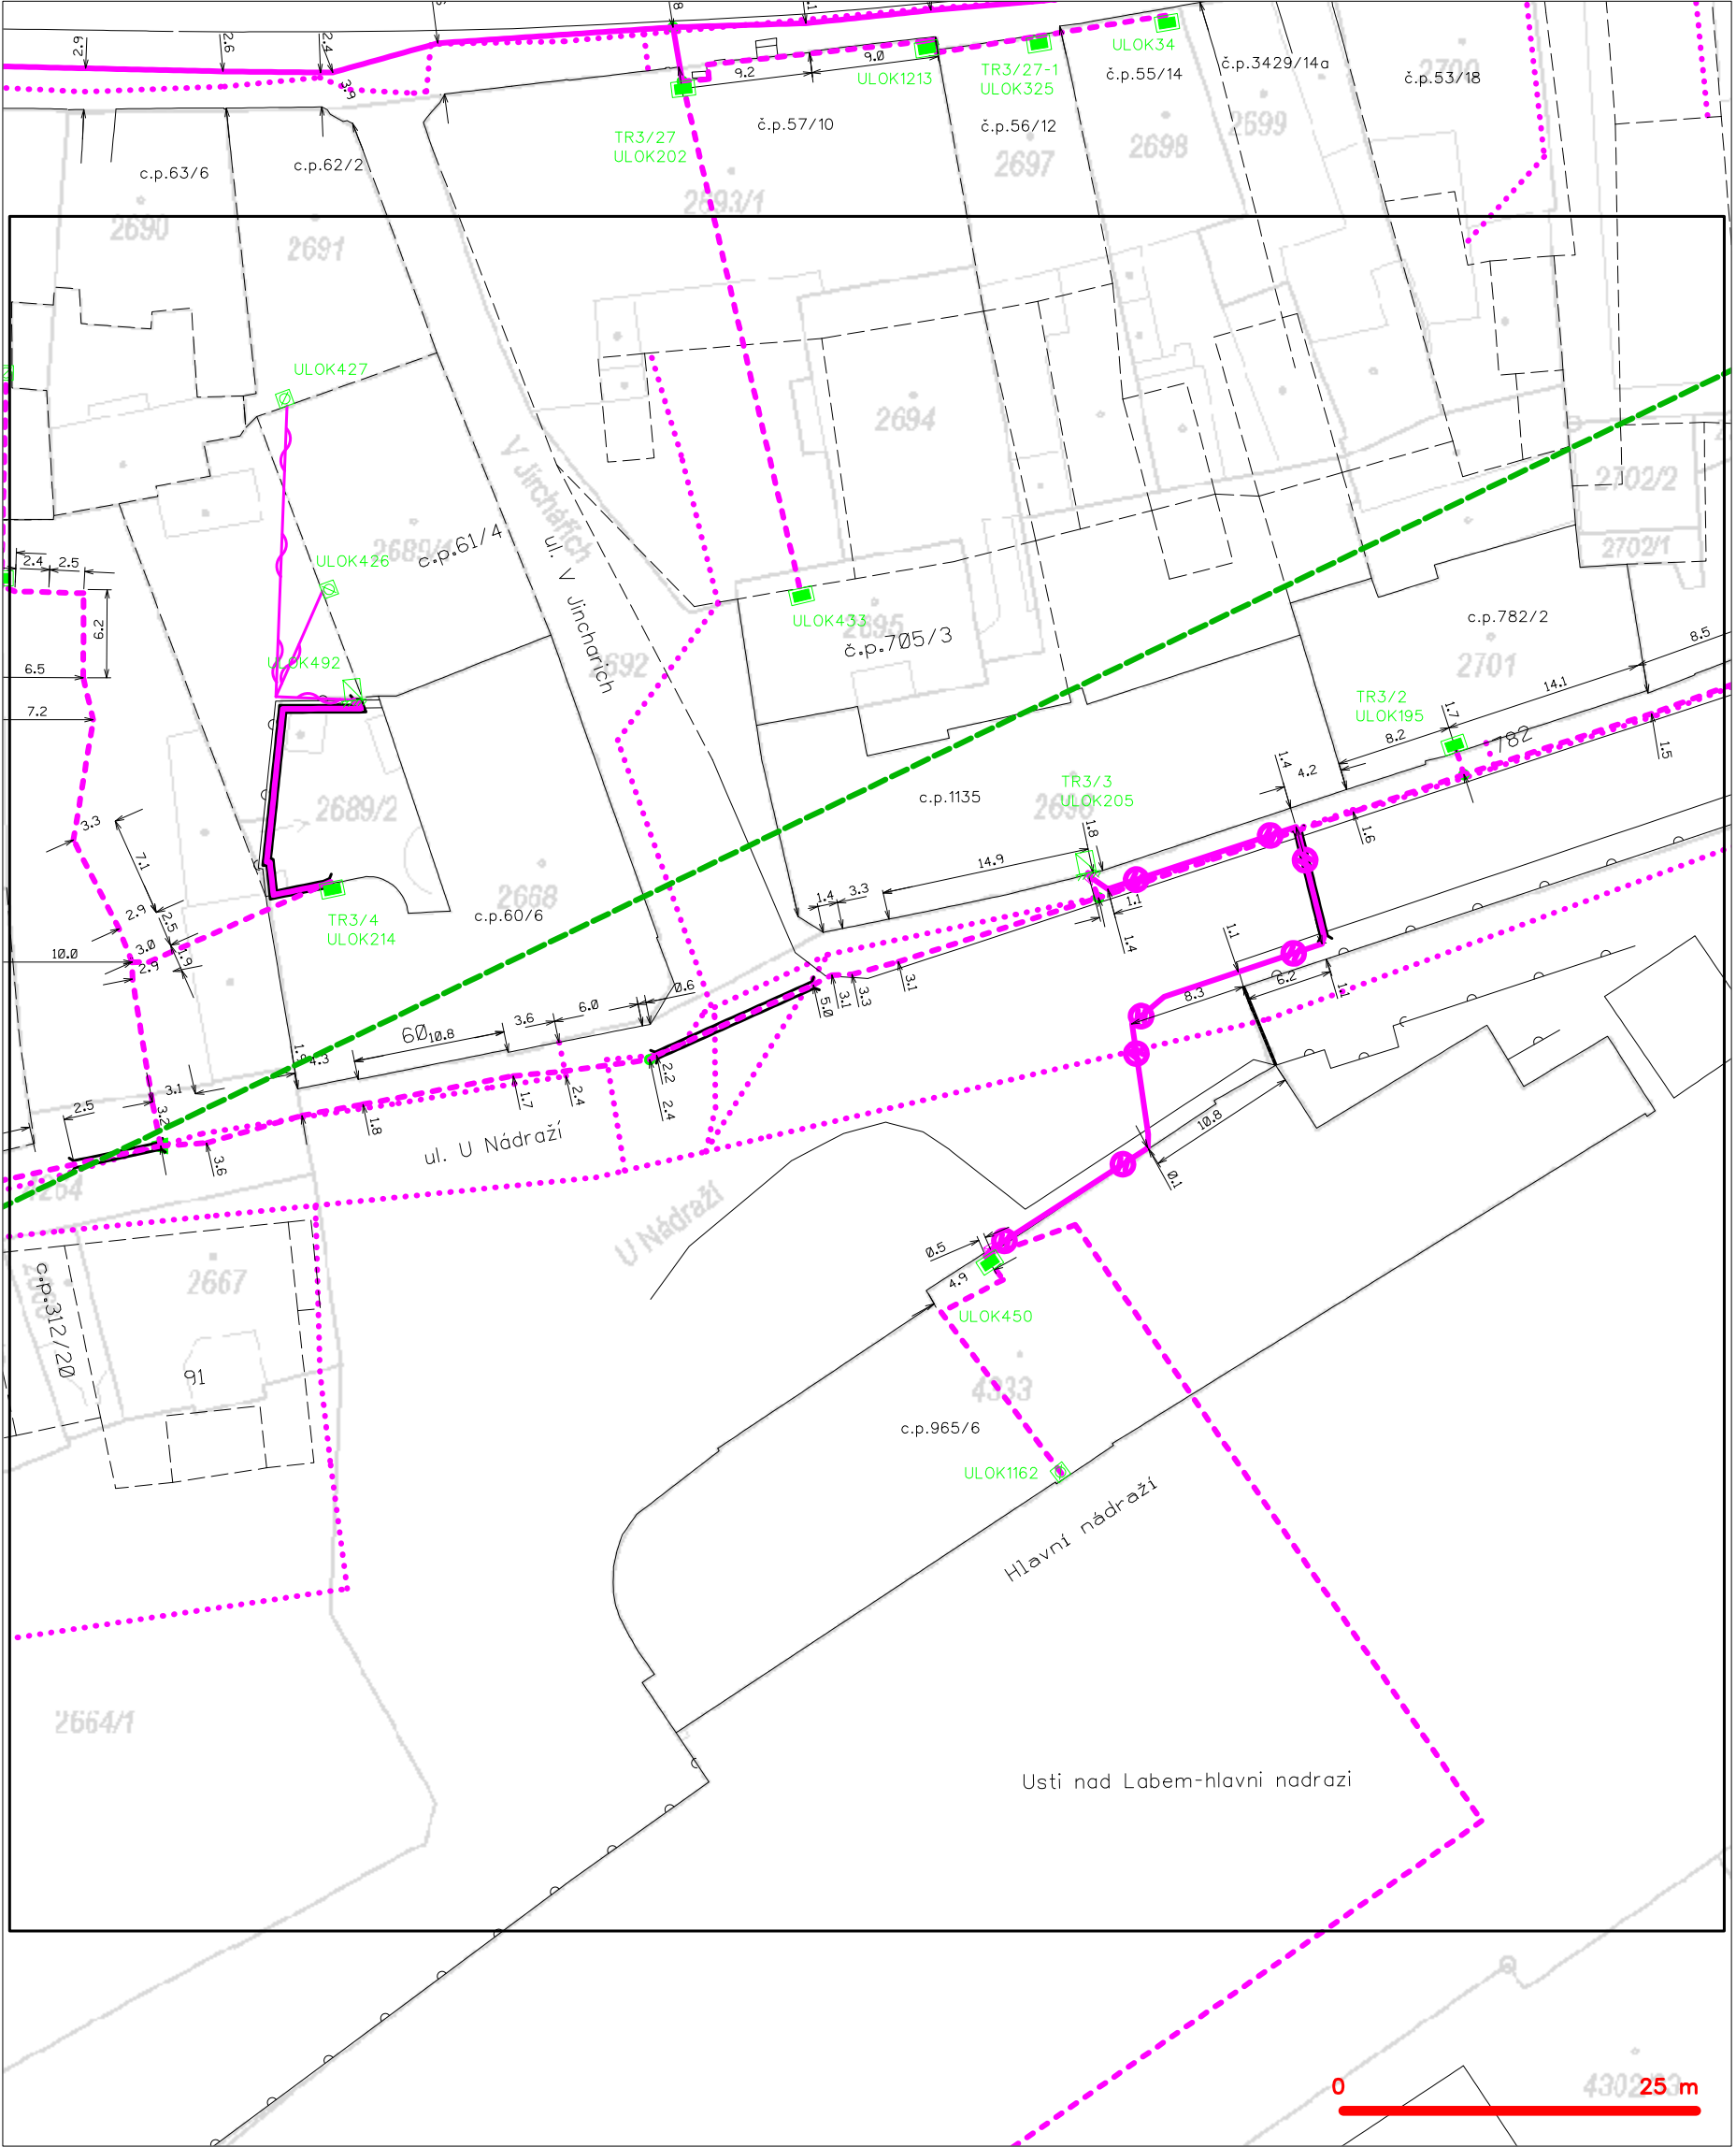 2.9
2.6
2.4
3.9
9.2
9.0
ULOK1213
TR3/27-1
ULOK325
ULOK34
č.p.55/14
č.p.3429/14a
č.p.53/18
2699
2698
2697
č.p.56/12
č.p.57/10
TR3/27
ULOK202
c.p.63/6
c.p.62/2
2690
2691
2693/1
ULOK427
2694
V Jirchářích
ul. V Jircharich
c.p.61/4
ULOK426
2702/2
2702/1
2.4
2.5
6.2
6.5
7.2
ULOK433
2695
č.p.705/3
c.p.782/2
2701
8.5
14.1
ULOK492
TR3/2
ULOK195
1.7
8.2
782
1.5
1.4
4.2
1.6
2689/2
c.p.1135
TR3/3
ULOK205
1.8
14.9
1.4
3.3
1.1
1.4
3.3
7.1
2.9
2.5
3.0
2.9
1.9
10.0
2668
c.p.60/6
TR3/4
ULOK214
3.1
3.3
3.1
5.0
0.6
6.0
3.6
60
10.8
4.3
1.1
8.3
6.2
1.1
2.5
3.1
3.2
3.6
1.8
1.7
2.4
2.2
2.4
ul. U Nádraží
10.8
0.1
U Nádraží
0.5
4.9
ULOK450
2667
c.p.312/20
91
4333
c.p.965/6
ULOK1162
Hlavní nádraží
2664/1
Usti nad Labem-hlavni nadrazi
0
25 m